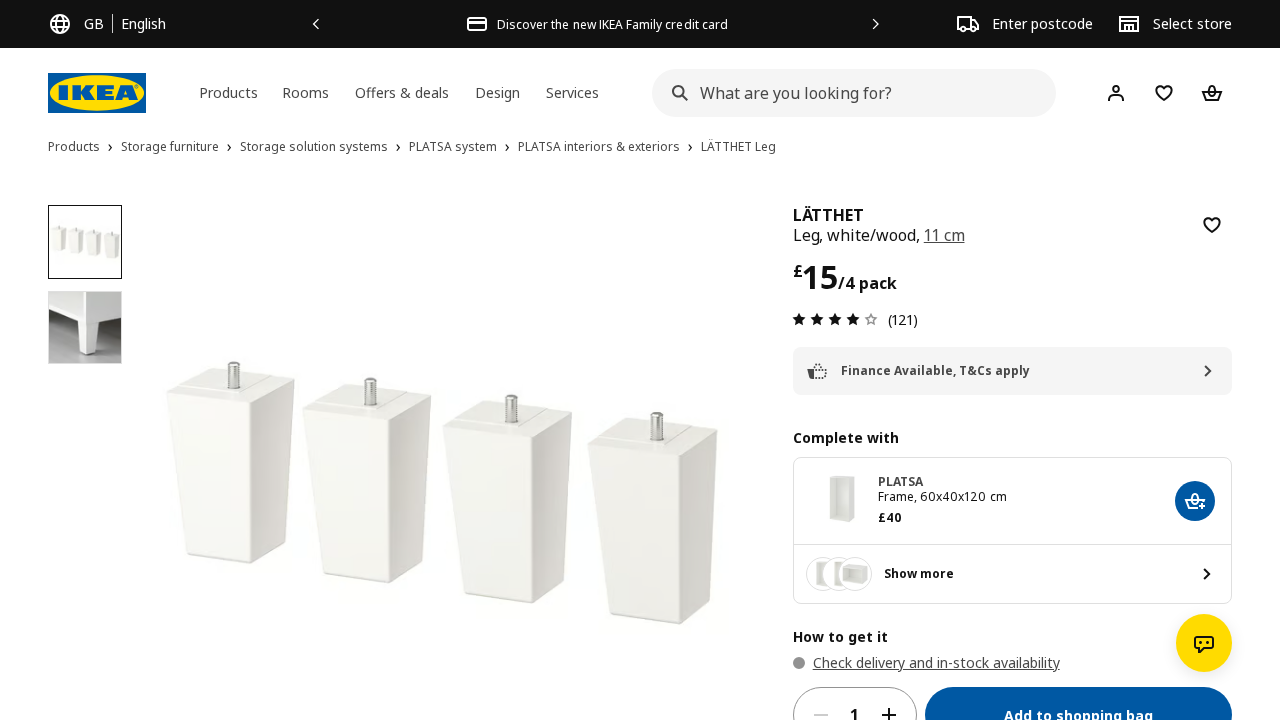 GB English
Discover the new IKEA Family credit card
Enter postcode
Select store
IKEA
Products Rooms Offers & deals Design Services
What are you looking for?
Products › Storage furniture › Storage solution systems › PLATSA system › PLATSA interiors & exteriors › LÄTTHET Leg
LÄTTHET
Leg, white/wood, 11 cm
£15/4 pack
(121)
Finance Available, T&Cs apply
Complete with
PLATSA
Frame, 60x40x120 cm
£40
Show more
How to get it
Check delivery and in-stock availability
1
Add to shopping bag